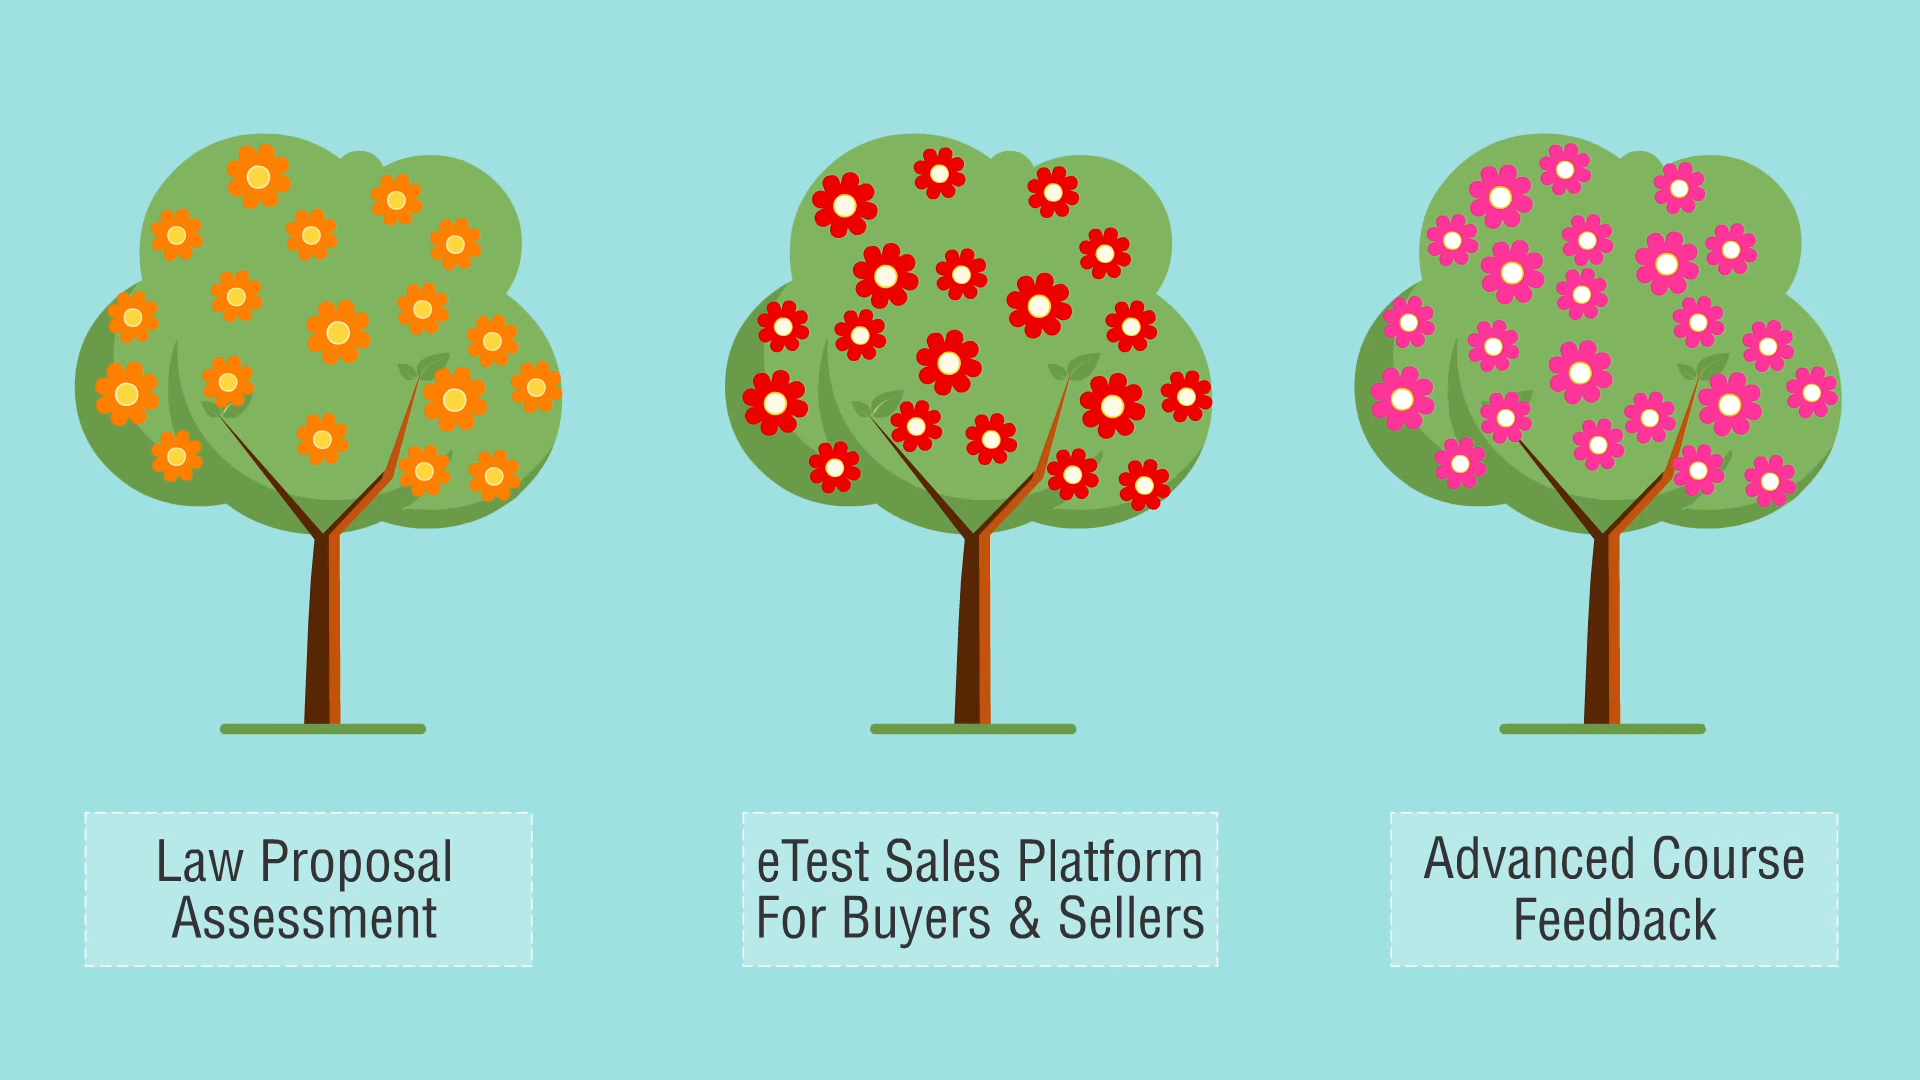 Law Proposal
Assessment
eTest Sales Platform
For Buyers & Sellers
Advanced Course
Feedback